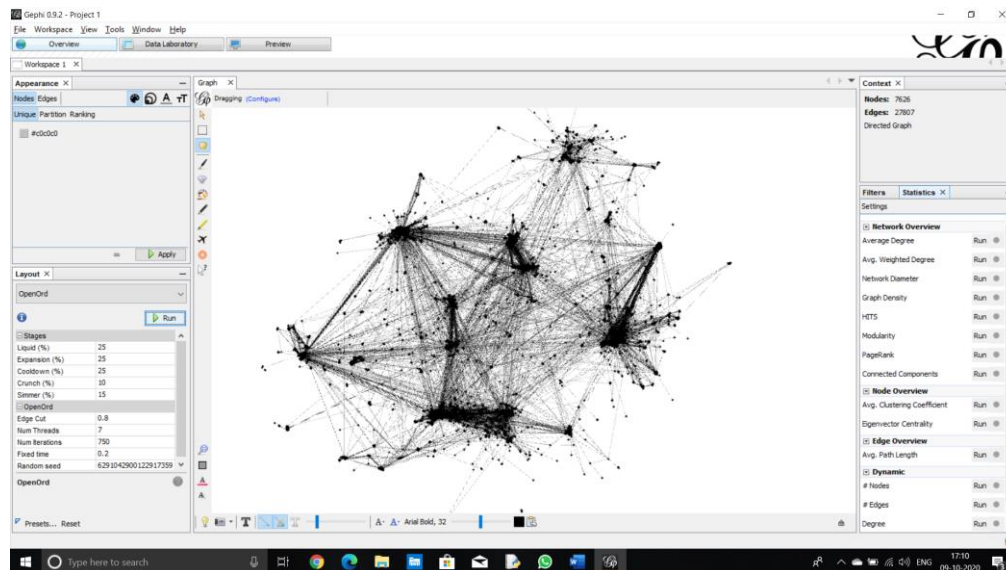 Gephi 0.9.2 - Project 1
File Workspace View Tools Window Help
Overview Data Laboratory Preview
Workspace 1 X
Appearance X
Nodes Edges
Unique Partition Ranking
#c0c0c0
Apply
Layout X
OpenOrd
Run
Stages
Liquid (%) 25
Expansion (%) 25
Cooldown (%) 25
Crunch (%) 10
Simmer (%) 15
OpenOrd
Edge Cut 0.8
Num Threads 7
Num Iterations 750
Fixed time 0.2
Random seed 6291042900122917359
OpenOrd
Presets... Reset
Graph X
Dragging (Configure)
T A- A- Arial Bold, 32
Context X
Nodes: 7626
Edges: 27807
Directed Graph
Filters Statistics X
Settings
Network Overview
Average Degree Run
Avg. Weighted Degree Run
Network Diameter Run
Graph Density Run
HITS Run
Modularity Run
PageRank Run
Connected Components Run
Node Overview
Avg. Clustering Coefficient Run
Eigenvector Centrality Run
Edge Overview
Avg. Path Length Run
Dynamic
# Nodes Run
# Edges Run
Degree Run
Type here to search
ENG
17:10
09-10-2020